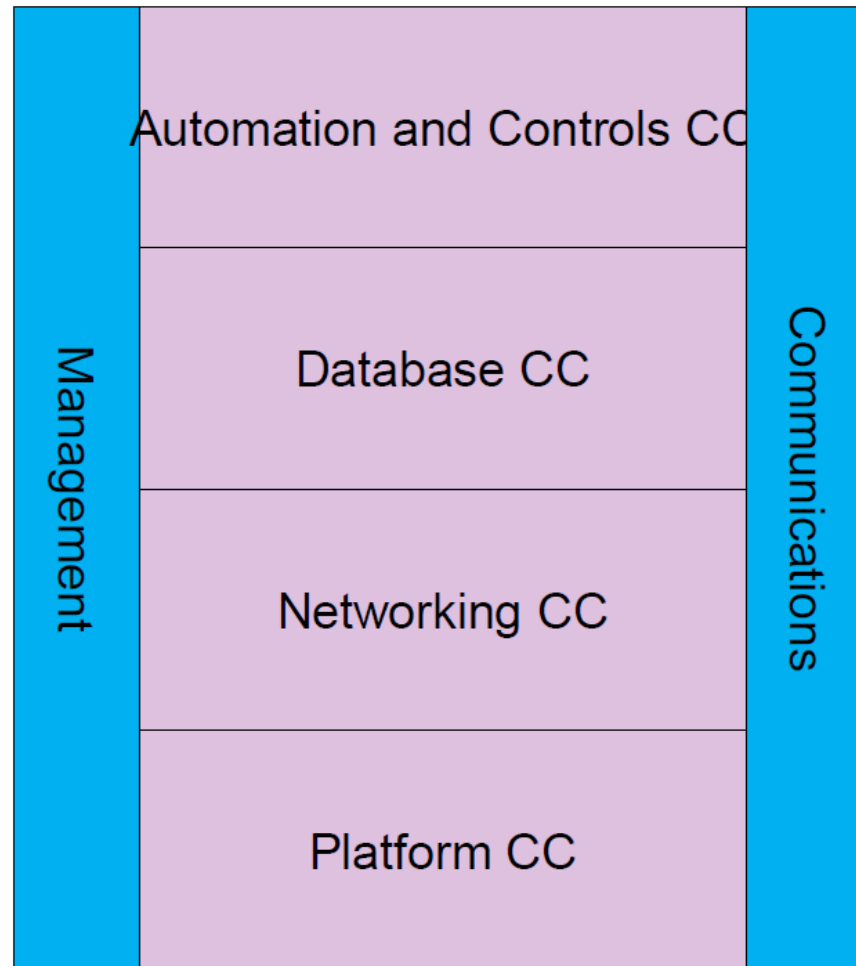 Automation and Controls CC
Database CC
Management
Communications
Networking CC
Platform CC